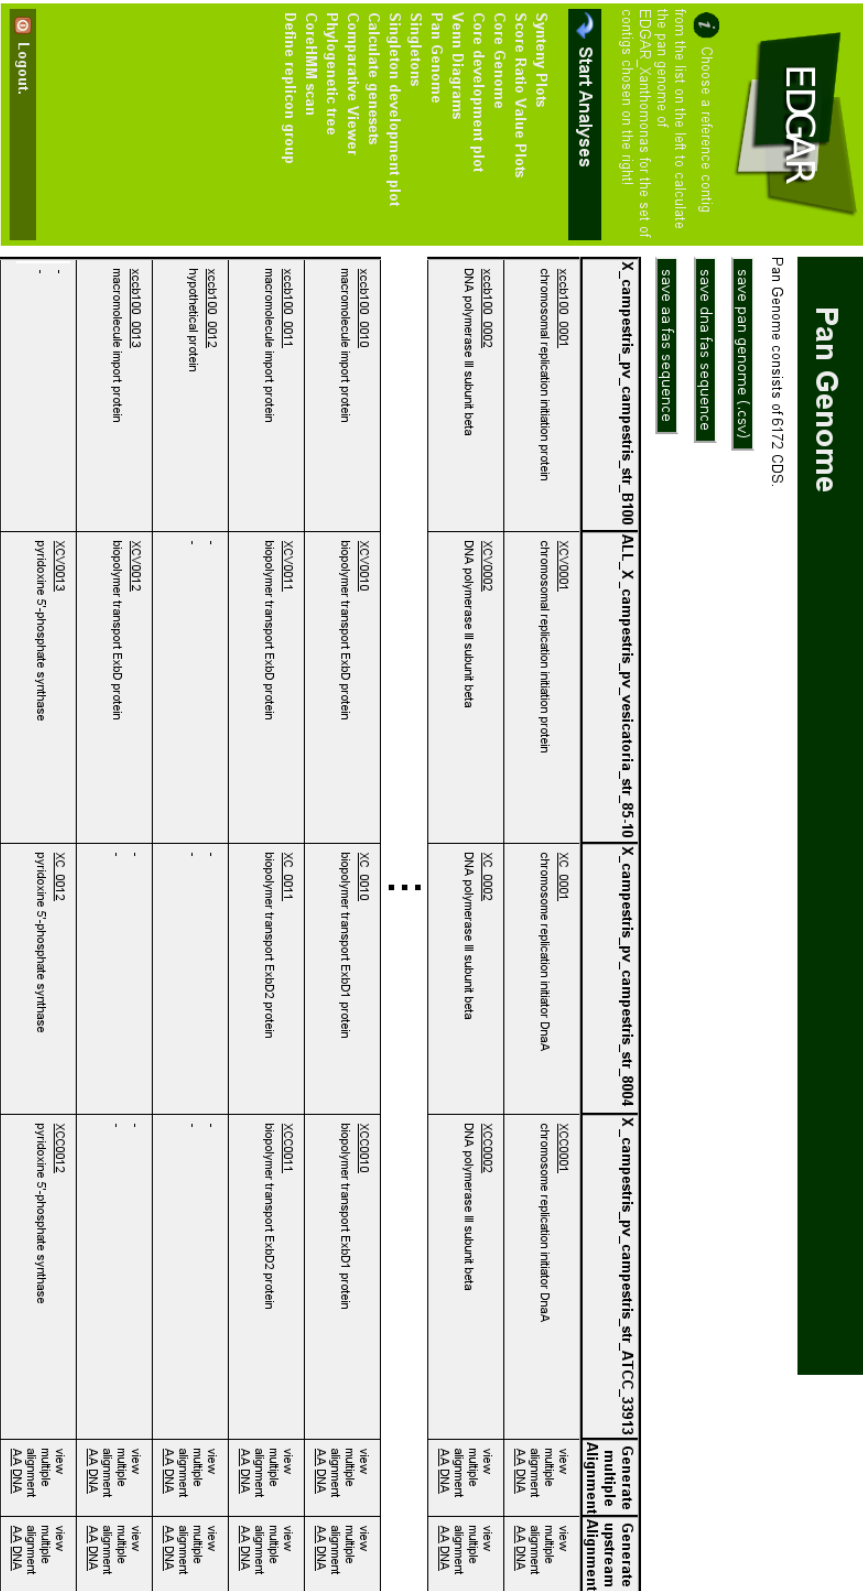 EDGAR
Choose a reference contig
from the list on the left to calculate
the pan genome of
EDGAR_Xanthomonas for the set of
contigs chosen on the right!
Start Analyses
Synteny Plots
Score Ratio Value Plots
Core Genome
Core development plot
Venn Diagrams
Pan Genome
Singletons
Singleton development plot
Calculate genesets
Comparative Viewer
Phylogenetic tree
CoreHMM scan
Define replicon group
Logout.
Pan Genome
Pan Genome consists of 6172 CDS.
save pan genome (.csv)
save dna fas sequence
save aa fas sequence
X_campestris_pv_campestris_str_B100 ALL_X_campestris_pv_vesicatoria_str_85-10 X_campestris_pv_campestris_str_8004 X_campestris_pv_campestris_str_ATCC_33913 Generate Generate
multiple upstream
Alignment Alignment
xccb100_0001 XCV0001 XC_0001 XCC0001 view view
chromosomal replication initiation protein chromosomal replication initiation protein chromosome replication initiator DnaA chromosome replication initiator DnaA multiple multiple
alignment alignment
AA DNA AA DNA
xccb100_0002 XCV0002 XC_0002 XCC0002 view view
DNA polymerase III subunit beta DNA polymerase III subunit beta DNA polymerase III subunit beta DNA polymerase III subunit beta multiple multiple
alignment alignment
AA DNA AA DNA
...
xccb100_0010 XCV0010 XC_0010 XCC0010 view view
macromolecule import protein biopolymer transport ExbD protein biopolymer transport ExbD1 protein biopolymer transport ExbD1 protein multiple multiple
alignment alignment
AA DNA AA DNA
xccb100_0011 XCV0011 XC_0011 XCC0011 view view
macromolecule import protein biopolymer transport ExbD protein biopolymer transport ExbD2 protein biopolymer transport ExbD2 protein multiple multiple
alignment alignment
AA DNA AA DNA
xccb100_0012 - - - view view
hypothetical protein - - - multiple multiple
alignment alignment
AA DNA AA DNA
xccb100_0013 XCV0012 - - view view
macromolecule import protein biopolymer transport ExbD protein - - multiple multiple
alignment alignment
AA DNA AA DNA
- XCV0013 XC_0012 XCC0012 view view
- pyridoxine 5'-phosphate synthase pyridoxine 5'-phosphate synthase pyridoxine 5'-phosphate synthase multiple multiple
alignment alignment
AA DNA AA DNA